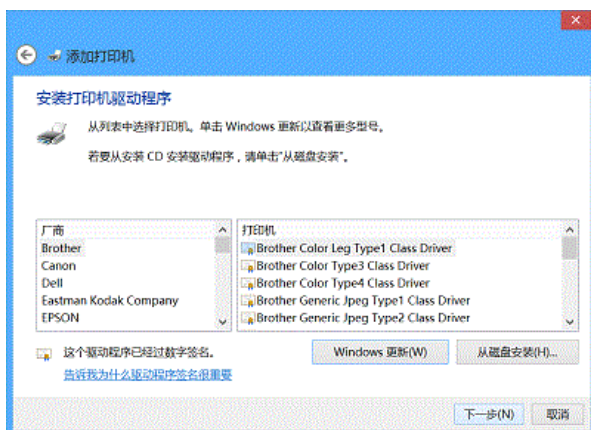 添加打印机
安装打印机驱动程序
从列表中选择打印机。单击 Windows 更新以查看更多型号。
若要从安装 CD 安装驱动程序，请单击“从磁盘安装”。
厂商
Brother
Canon
Dell
Eastman Kodak Company
EPSON
打印机
Brother Color Leg Type1 Class Driver
Brother Color Type3 Class Driver
Brother Color Type4 Class Driver
Brother Generic Jpeg Type1 Class Driver
Brother Generic Jpeg Type2 Class Driver
这个驱动程序已经过数字签名。
告诉我为什么驱动程序签名很重要
Windows 更新(W)
从磁盘安装(H)...
下一步(N)
取消